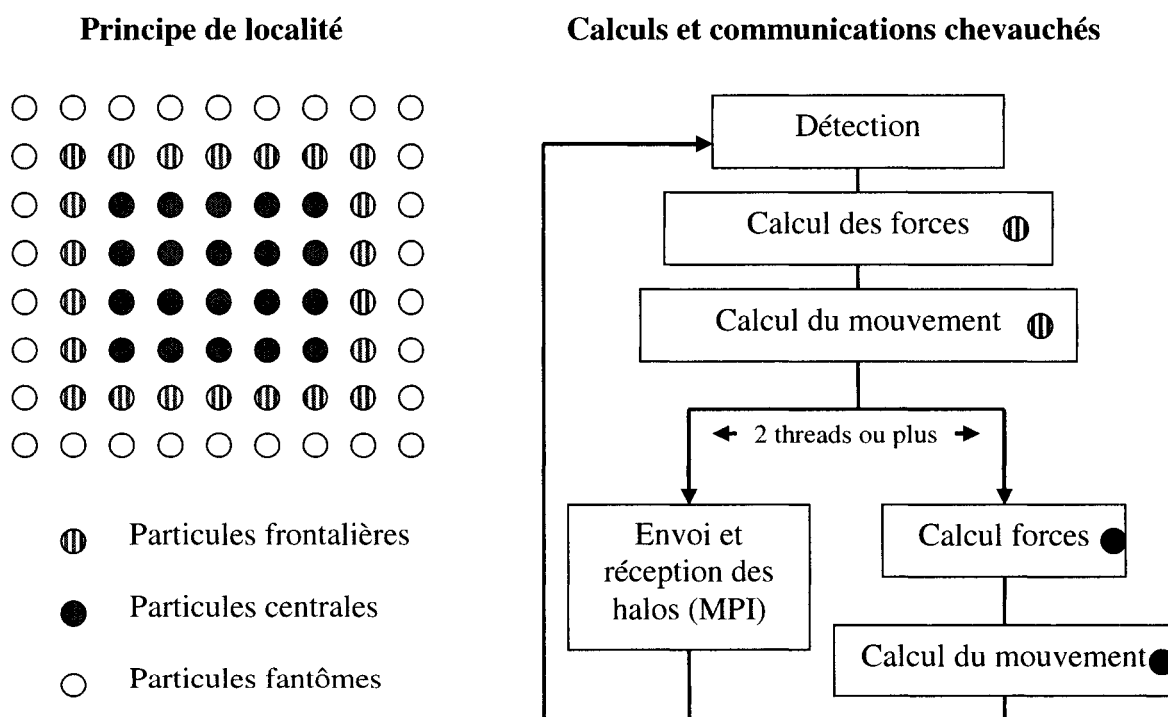 Principe de localité
Calculs et communications chevauchés
Détection
Calcul des forces
Calcul du mouvement
2 threads ou plus
Envoi et
réception des
halos (MPI)
Calcul forces
Calcul du mouvement
Particules frontalières
Particules centrales
Particules fantômes